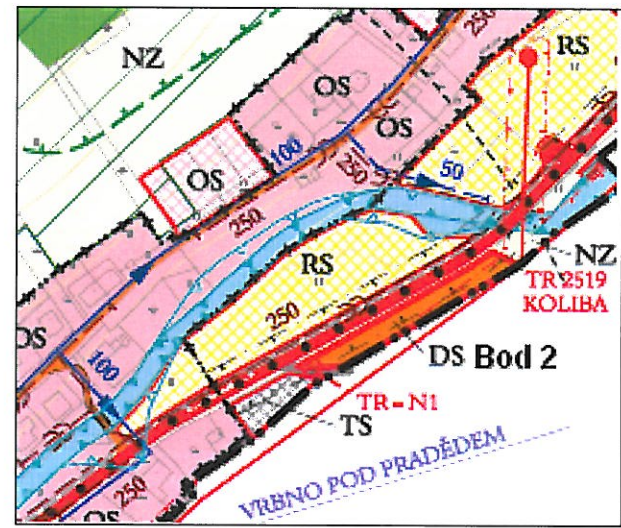 NZ
250
RS
OS
OS
100
250
50
OS
250
RS
NZ
TR 2519
KOLIBA
250
OS
100
DS Bod 2
TR-N1
TS
250
VRBNO POD PRADĚDEM
OS